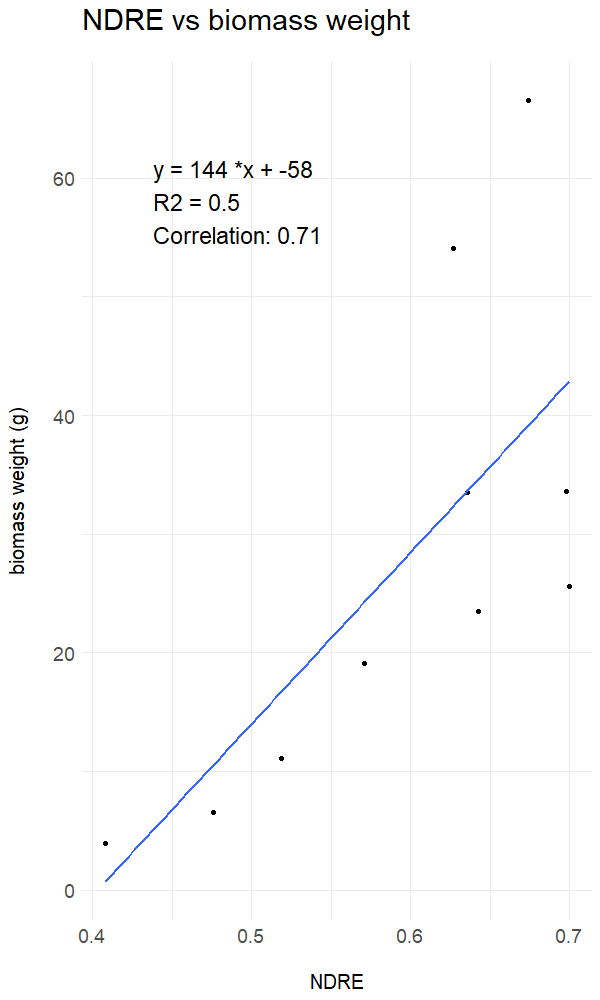 NDRE vs biomass weight
y = 144 *x + -58
R2 = 0.5
Correlation: 0.71
60
40
20
0
biomass weight (g)
0.4 0.5 0.6 0.7
NDRE